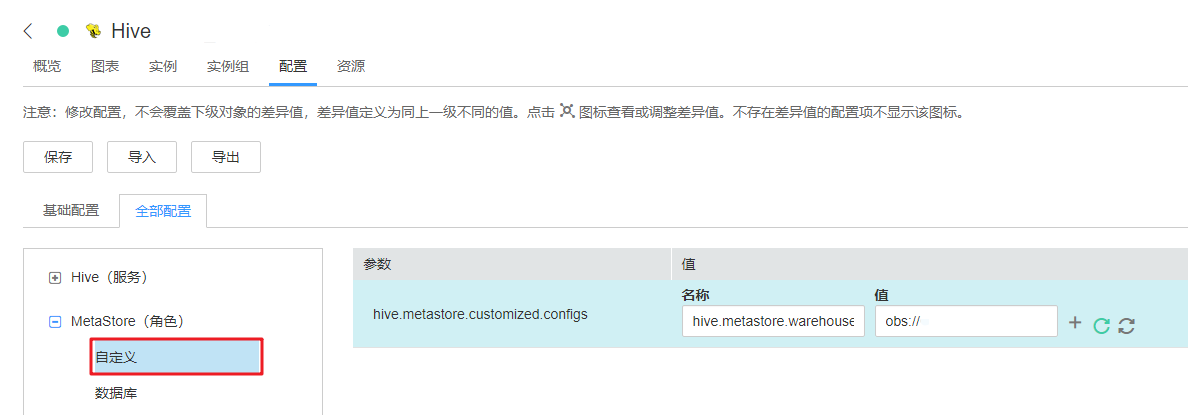 Hive
概览 图表 实例 实例组 配置 资源
注意：修改配置，不会覆盖下级对象的差异值，差异值定义为同上一级不同的值。点击 图标查看或调整差异值。不存在差异值的配置项不显示该图标。
保存 导入 导出
基础配置 全部配置
参数 值
Hive（服务）
名称 值
hive.metastore.customized.configs hive.metastore.warehouse obs://
MetaStore（角色）
自定义
数据库